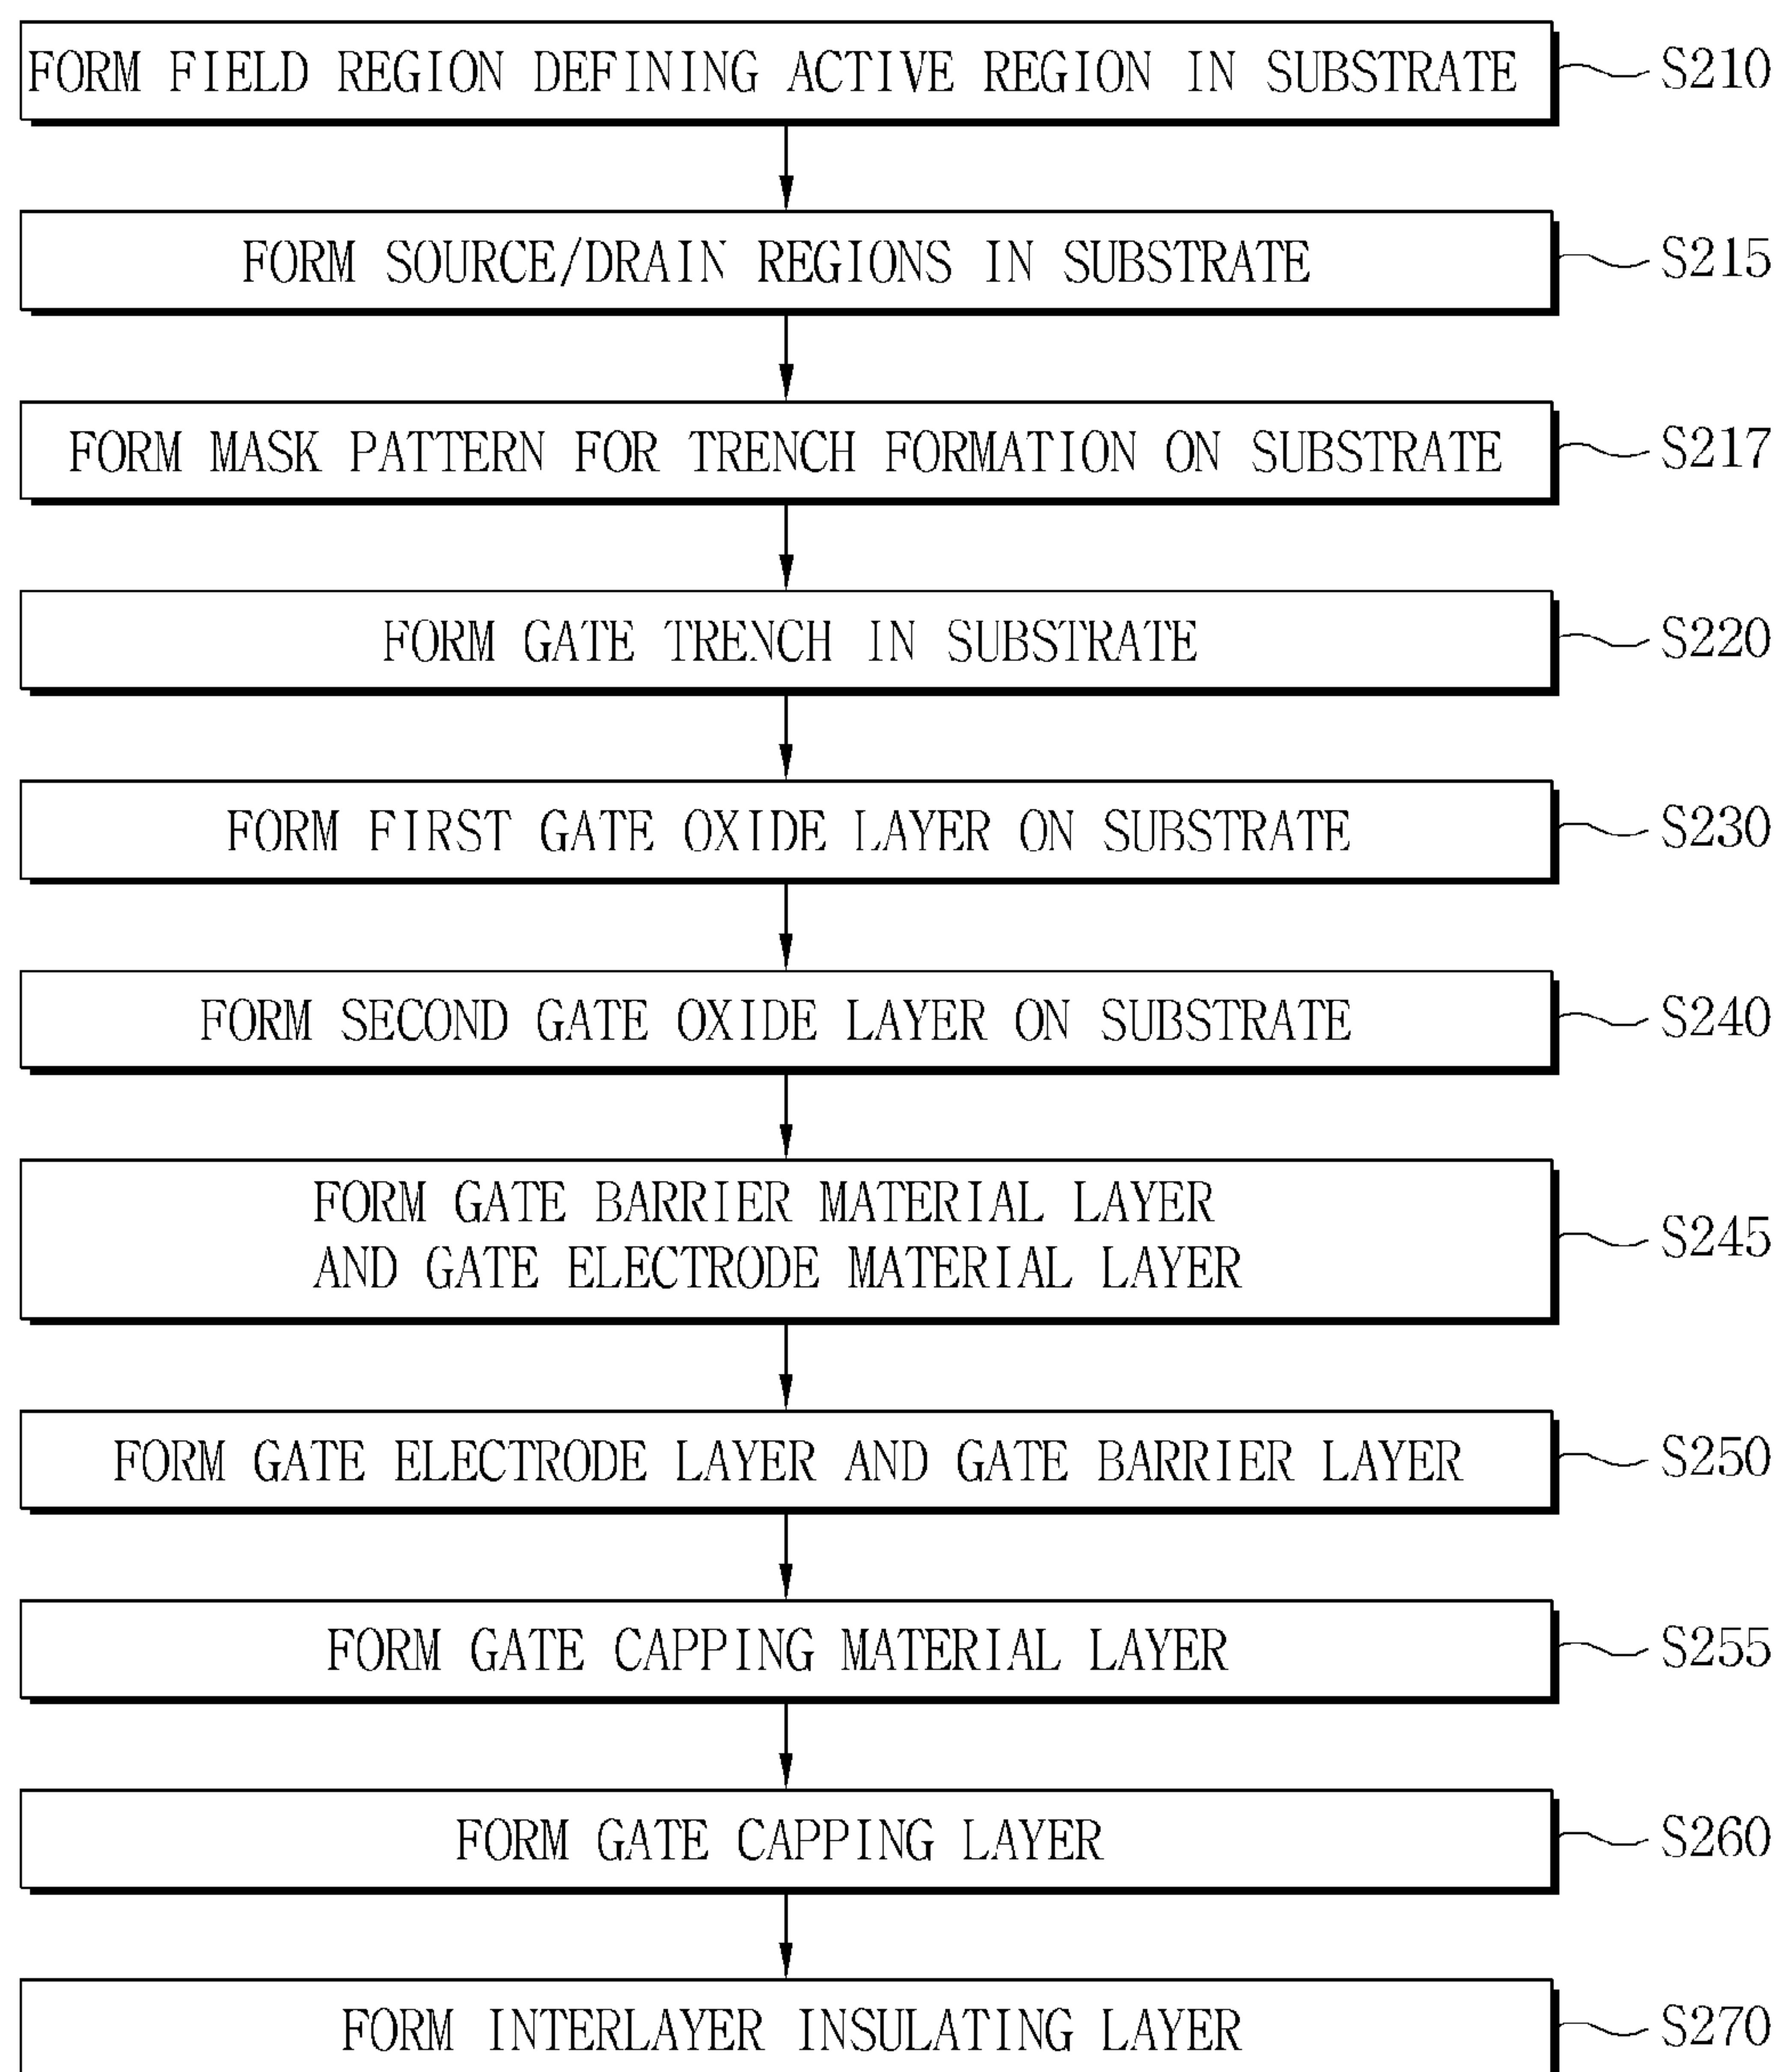 FORM FIELD REGION DEFINING ACTIVE REGION IN SUBSTRATE S210
FORM SOURCE/DRAIN REGIONS IN SUBSTRATE S215
FORM MASK PATTERN FOR TRENCH FORMATION ON SUBSTRATE S217
FORM GATE TRENCH IN SUBSTRATE S220
FORM FIRST GATE OXIDE LAYER ON SUBSTRATE S230
FORM SECOND GATE OXIDE LAYER ON SUBSTRATE S240
FORM GATE BARRIER MATERIAL LAYER
AND GATE ELECTRODE MATERIAL LAYER S245
FORM GATE ELECTRODE LAYER AND GATE BARRIER LAYER S250
FORM GATE CAPPING MATERIAL LAYER S255
FORM GATE CAPPING LAYER S260
FORM INTERLAYER INSULATING LAYER S270